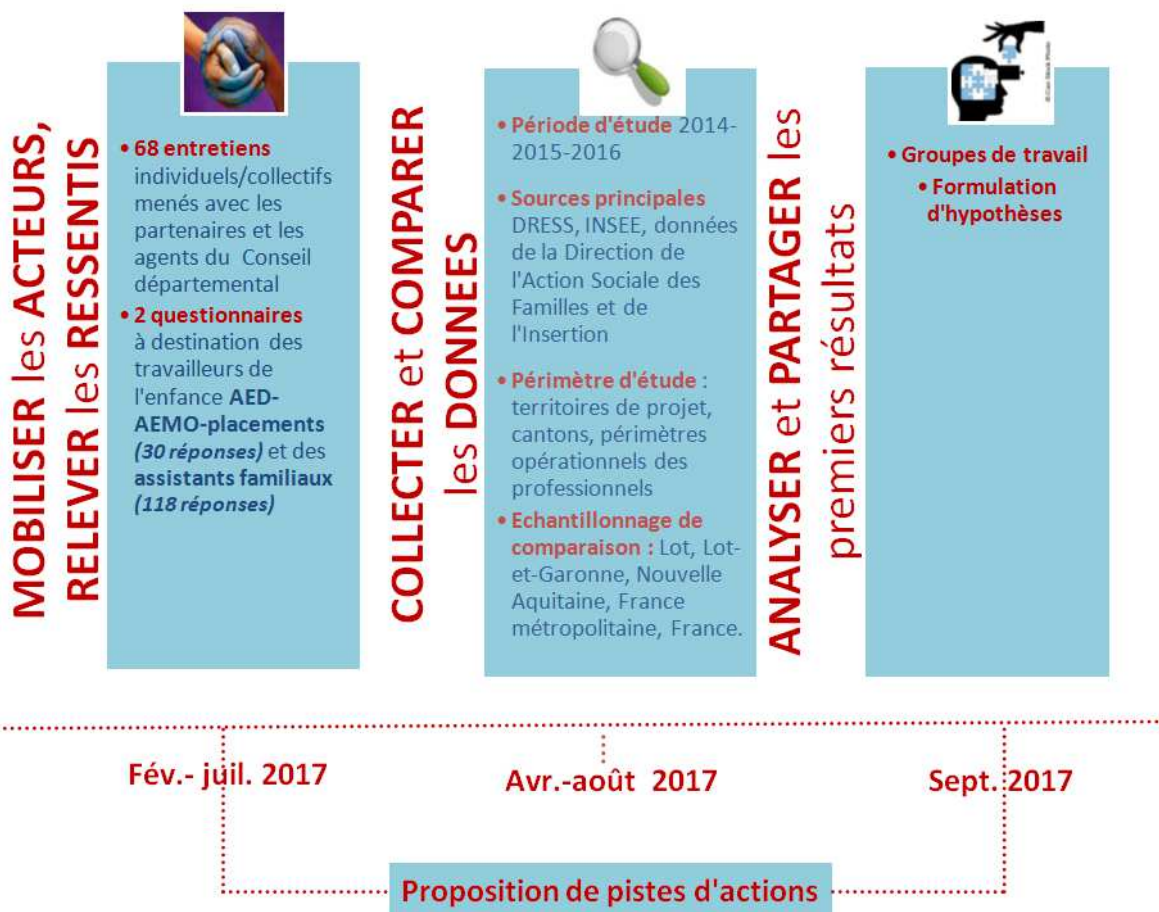 MOBILISER les ACTEURS,
RELEVER les RESSENTIS
• 68 entretiens
individuels/collectifs
menés avec les
partenaires et les
agents du Conseil
départemental
• 2 questionnaires
à destination des
travailleurs de
l'enfance AED-
AEMO-placements
(30 réponses) et des
assistants familiaux
(118 réponses)
COLLECTER et COMPARER
les DONNEES
• Période d'étude 2014-
2015-2016
• Sources principales
DRESS, INSEE, données
de la Direction de
l'Action Sociale des
Familles et de
l'Insertion
• Périmètre d'étude :
territoires de projet,
cantons, périmètres
opérationnels des
professionnels
• Echantillonnage de
comparaison : Lot, Lot-
et-Garonne, Nouvelle
Aquitaine, France
métropolitaine, France.
ANALYSER et PARTAGER les
premiers résultats
• Groupes de travail
• Formulation
d'hypothèses
Fév.- juil. 2017
Avr.-août 2017
Sept. 2017
Proposition de pistes d'actions